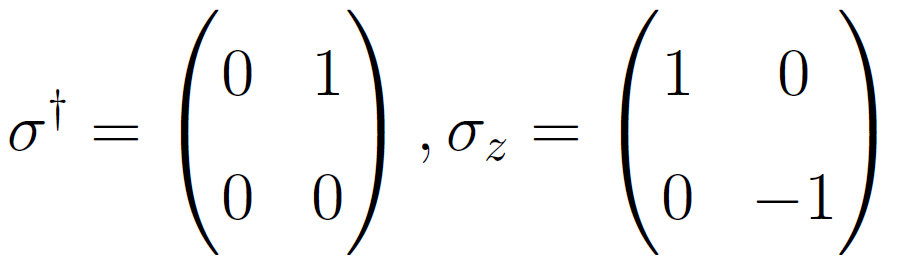 σ† = (0 1
0 0), σz = (1 0
0 −1)